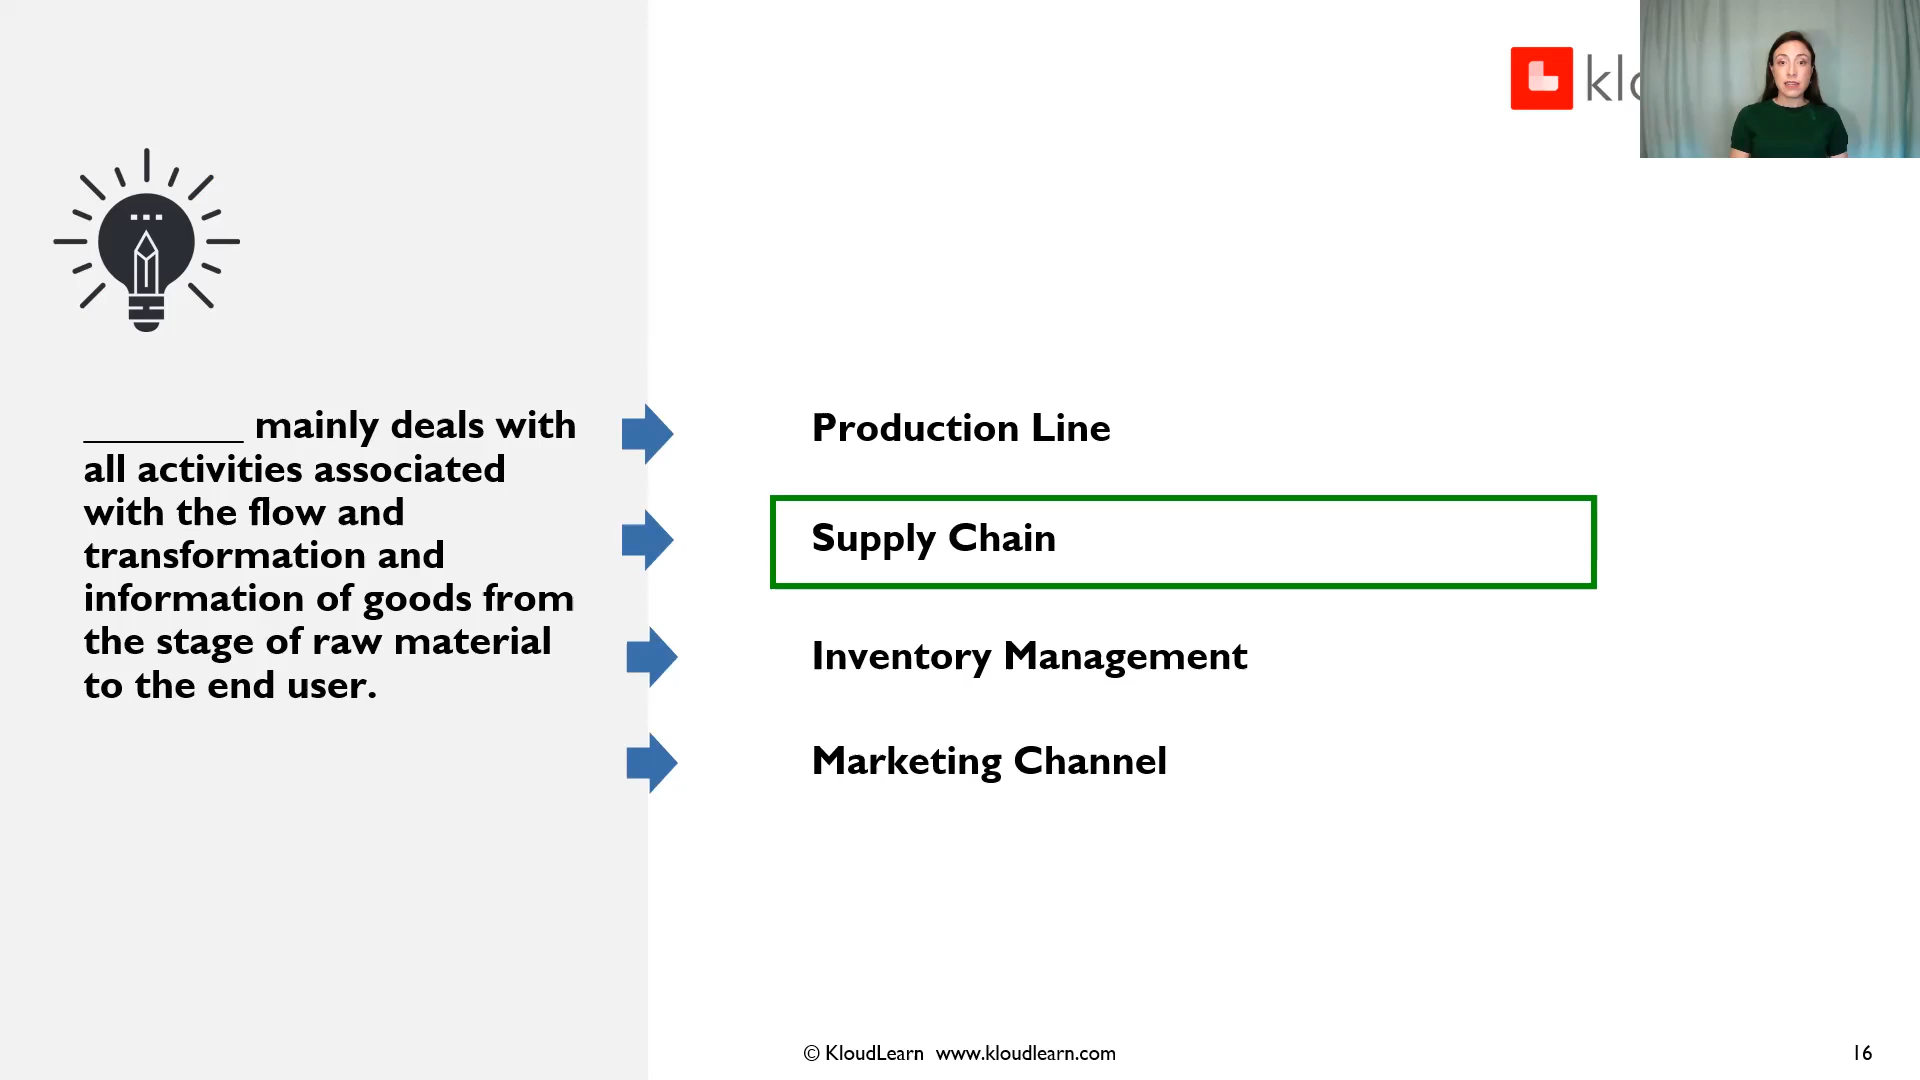 ________ mainly deals with
all activities associated
with the flow and
transformation and
information of goods from
the stage of raw material
to the end user.
Production Line
Supply Chain
Inventory Management
Marketing Channel
© KloudLearn www.kloudlearn.com
16